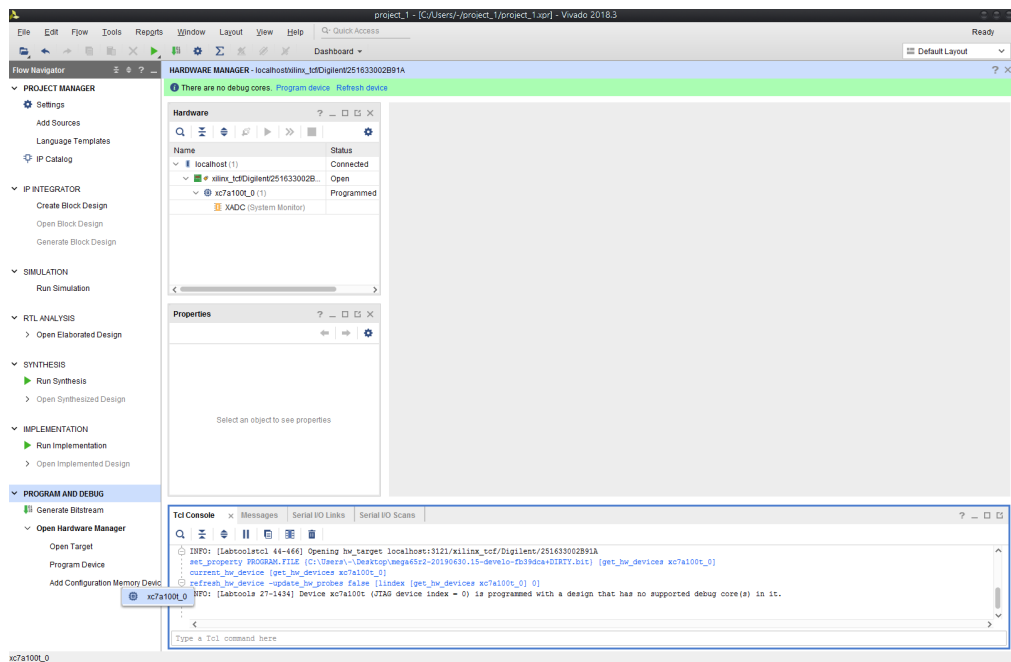 project_1 - [C:/Users/-/project_1/project_1.xpr] - Vivado 2018.3
File Edit Flow Tools Reports Window Layout View Help Q- Quick Access Ready
Dashboard Default Layout
Flow Navigator ? HARDWARE MANAGER - localhost/xilinx_tcf/Digilent/251633002B91A ?
PROJECT MANAGER
Settings
Add Sources
Language Templates
IP Catalog
IP INTEGRATOR
Create Block Design
Open Block Design
Generate Block Design
SIMULATION
Run Simulation
RTL ANALYSIS
Open Elaborated Design
SYNTHESIS
Run Synthesis
Open Synthesized Design
IMPLEMENTATION
Run Implementation
Open Implemented Design
PROGRAM AND DEBUG
Generate Bitstream
Open Hardware Manager
Open Target
Program Device
Add Configuration Memory Devic
xc7a100t_0
There are no debug cores. Program device Refresh device
Hardware ?
Name Status
localhost (1) Connected
xilinx_tcf/Digilent/251633002B... Open
xc7a100t_0 (1) Programmed
XADC (System Monitor)
Properties ?
Select an object to see properties
Tcl Console Messages Serial I/O Links Serial I/O Scans ?
INFO: [Labtoolstcl 44-466] Opening hw_target localhost:3121/xilinx_tcf/Digilent/251633002B91A
set_property PROGRAM.FILE {C:\Users\-\Desktop\mega65r2-20190630.15-develo-fb39dca+DIRTY.bit} [get_hw_devices xc7a100t_0]
current_hw_device [get_hw_devices xc7a100t_0]
refresh_hw_device -update_hw_probes false [lindex [get_hw_devices xc7a100t_0] 0]
NFO: [Labtools 27-1434] Device xc7a100t (JTAG device index = 0) is programmed with a design that has no supported debug core(s) in it.
Type a Tcl command here
xc7a100t_0